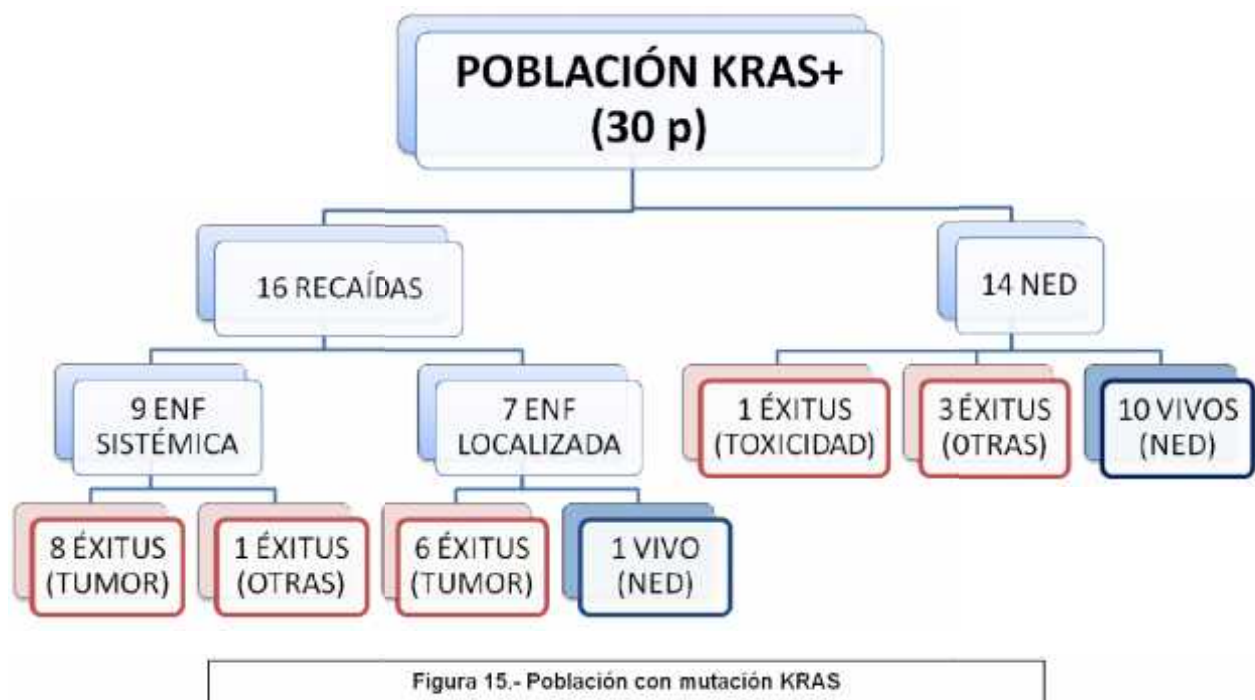 POBLACIÓN KRAS+
(30 p)
16 RECAÍDAS
14 NED
9 ENF
SISTÉMICA
7 ENF
LOCALIZADA
1 ÉXITUS
(TOXICIDAD)
3 ÉXITUS
(OTRAS)
10 VIVOS
(NED)
8 ÉXITUS
(TUMOR)
1 ÉXITUS
(OTRAS)
6 ÉXITUS
(TUMOR)
1 VIVO
(NED)
Figura 15.- Población con mutación KRAS